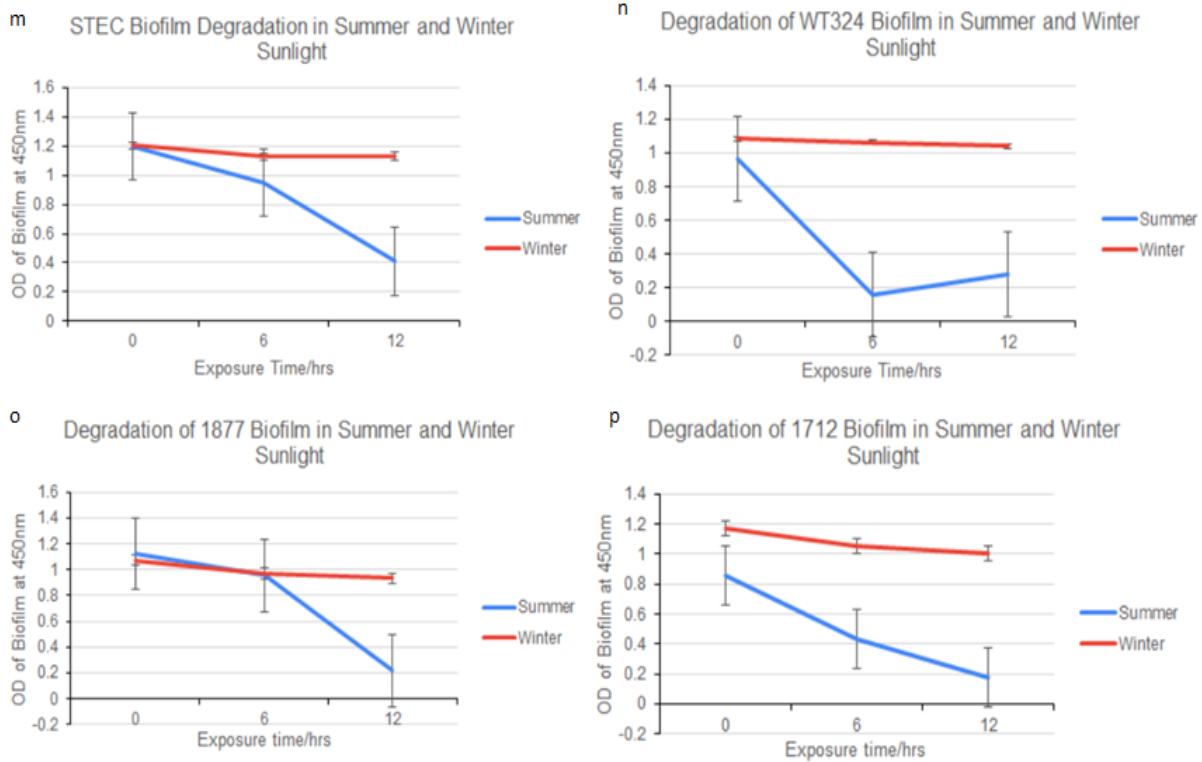 m
STEC Biofilm Degradation in Summer and Winter
Sunlight
OD of Biofilm at 450nm
1.6
1.4
1.2
1
0.8
0.6
0.4
0.2
0
0 6 12
Exposure Time/hrs
Summer
Winter
n
Degradation of WT324 Biofilm in Summer and Winter
Sunlight
OD of Biofilm at 450nm
1.4
1.2
1
0.8
0.6
0.4
0.2
0
-0.2
0 6 12
Exposure Time/hrs
Summer
Winter
o
Degradation of 1877 Biofilm in Summer and Winter
Sunlight
OD of Biofilm at 450nm
1.6
1.4
1.2
1
0.8
0.6
0.4
0.2
0
-0.2
0 6 12
Exposure time/hrs
Summer
Winter
p
Degradation of 1712 Biofilm in Summer and Winter
Sunlight
OD of Biofilm at 450nm
1.4
1.2
1
0.8
0.6
0.4
0.2
0
-0.2
0 6 12
Exposure time/hrs
Summer
Winter